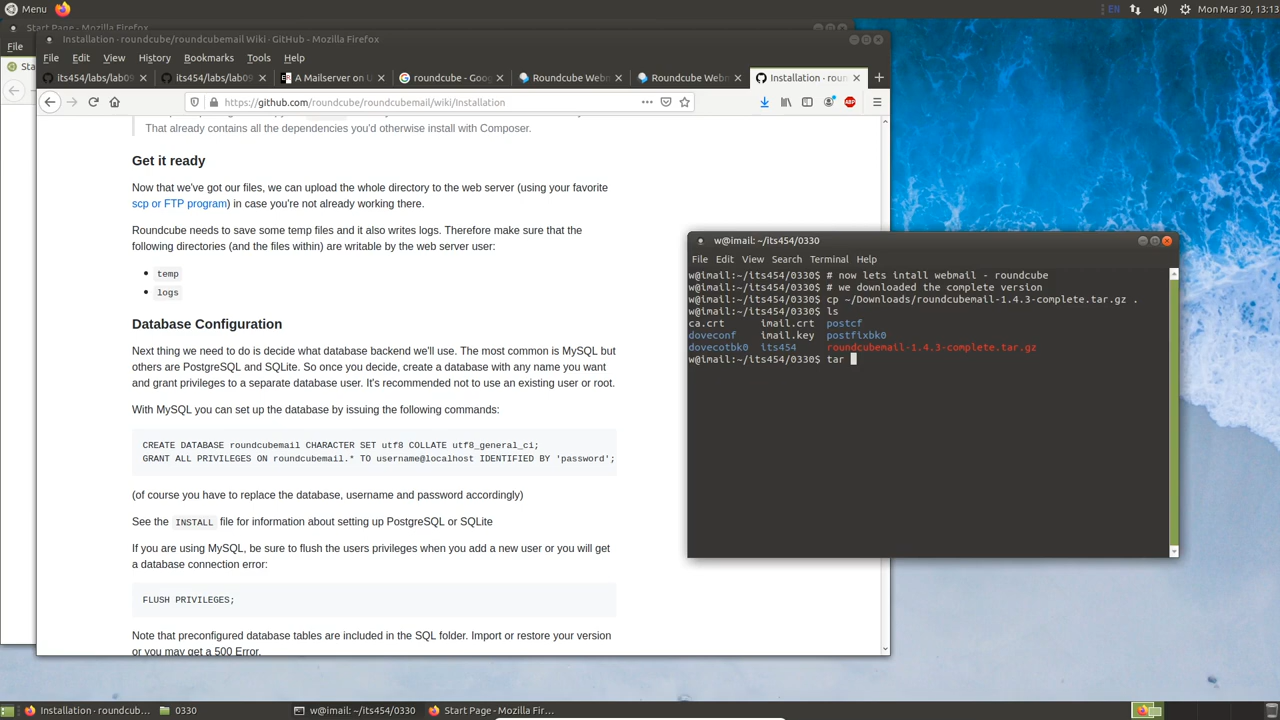 Menu
EN
Mon Mar 30, 13:13
Start Page - Mozilla Firefox
File
Installation · roundcube/roundcubemail Wiki · GitHub - Mozilla Firefox
File Edit View History Bookmarks Tools Help
its454/labs/lab09
its454/labs/lab09
A Mailserver on U
roundcube - Goo
Roundcube Webm
Roundcube Webm
Installation · rou
https://github.com/roundcube/roundcubemail/wiki/Installation
ABP
That already contains all the dependencies you'd otherwise install with Composer.
Get it ready
Now that we've got our files, we can upload the whole directory to the web server (using your favorite
scp or FTP program) in case you're not already working there.
Roundcube needs to save some temp files and it also writes logs. Therefore make sure that the
following directories (and the files within) are writable by the web server user:
• temp
• logs
Database Configuration
Next thing we need to do is decide what database backend we'll use. The most common is MySQL but
others are PostgreSQL and SQLite. So once you decide, create a database with any name you want
and grant privileges to a separate database user. It's recommended not to use an existing user or root.
With MySQL you can set up the database by issuing the following commands:
CREATE DATABASE roundcubemail CHARACTER SET utf8 COLLATE utf8_general_ci;
GRANT ALL PRIVILEGES ON roundcubemail.* TO username@localhost IDENTIFIED BY 'password';
(of course you have to replace the database, username and password accordingly)
See the INSTALL file for information about setting up PostgreSQL or SQLite
If you are using MySQL, be sure to flush the users privileges when you add a new user or you will get
a database connection error:
FLUSH PRIVILEGES;
Note that preconfigured database tables are included in the SQL folder. Import or restore your version
or you may get a 500 Error.
w@imail: ~/its454/0330
File Edit View Search Terminal Help
w@imail:~/its454/0330$ # now lets intall webmail - roundcube
w@imail:~/its454/0330$ # we downloaded the complete version
w@imail:~/its454/0330$ cp ~/Downloads/roundcubemail-1.4.3-complete.tar.gz .
w@imail:~/its454/0330$ ls
ca.crt imail.crt postcf
doveconf imail.key postfixbk0
dovecotbk0 its454 roundcubemail-1.4.3-complete.tar.gz
w@imail:~/its454/0330$ tar
Installation · roundcub...
0330
w@imail: ~/its454/0330
Start Page - Mozilla Fir...